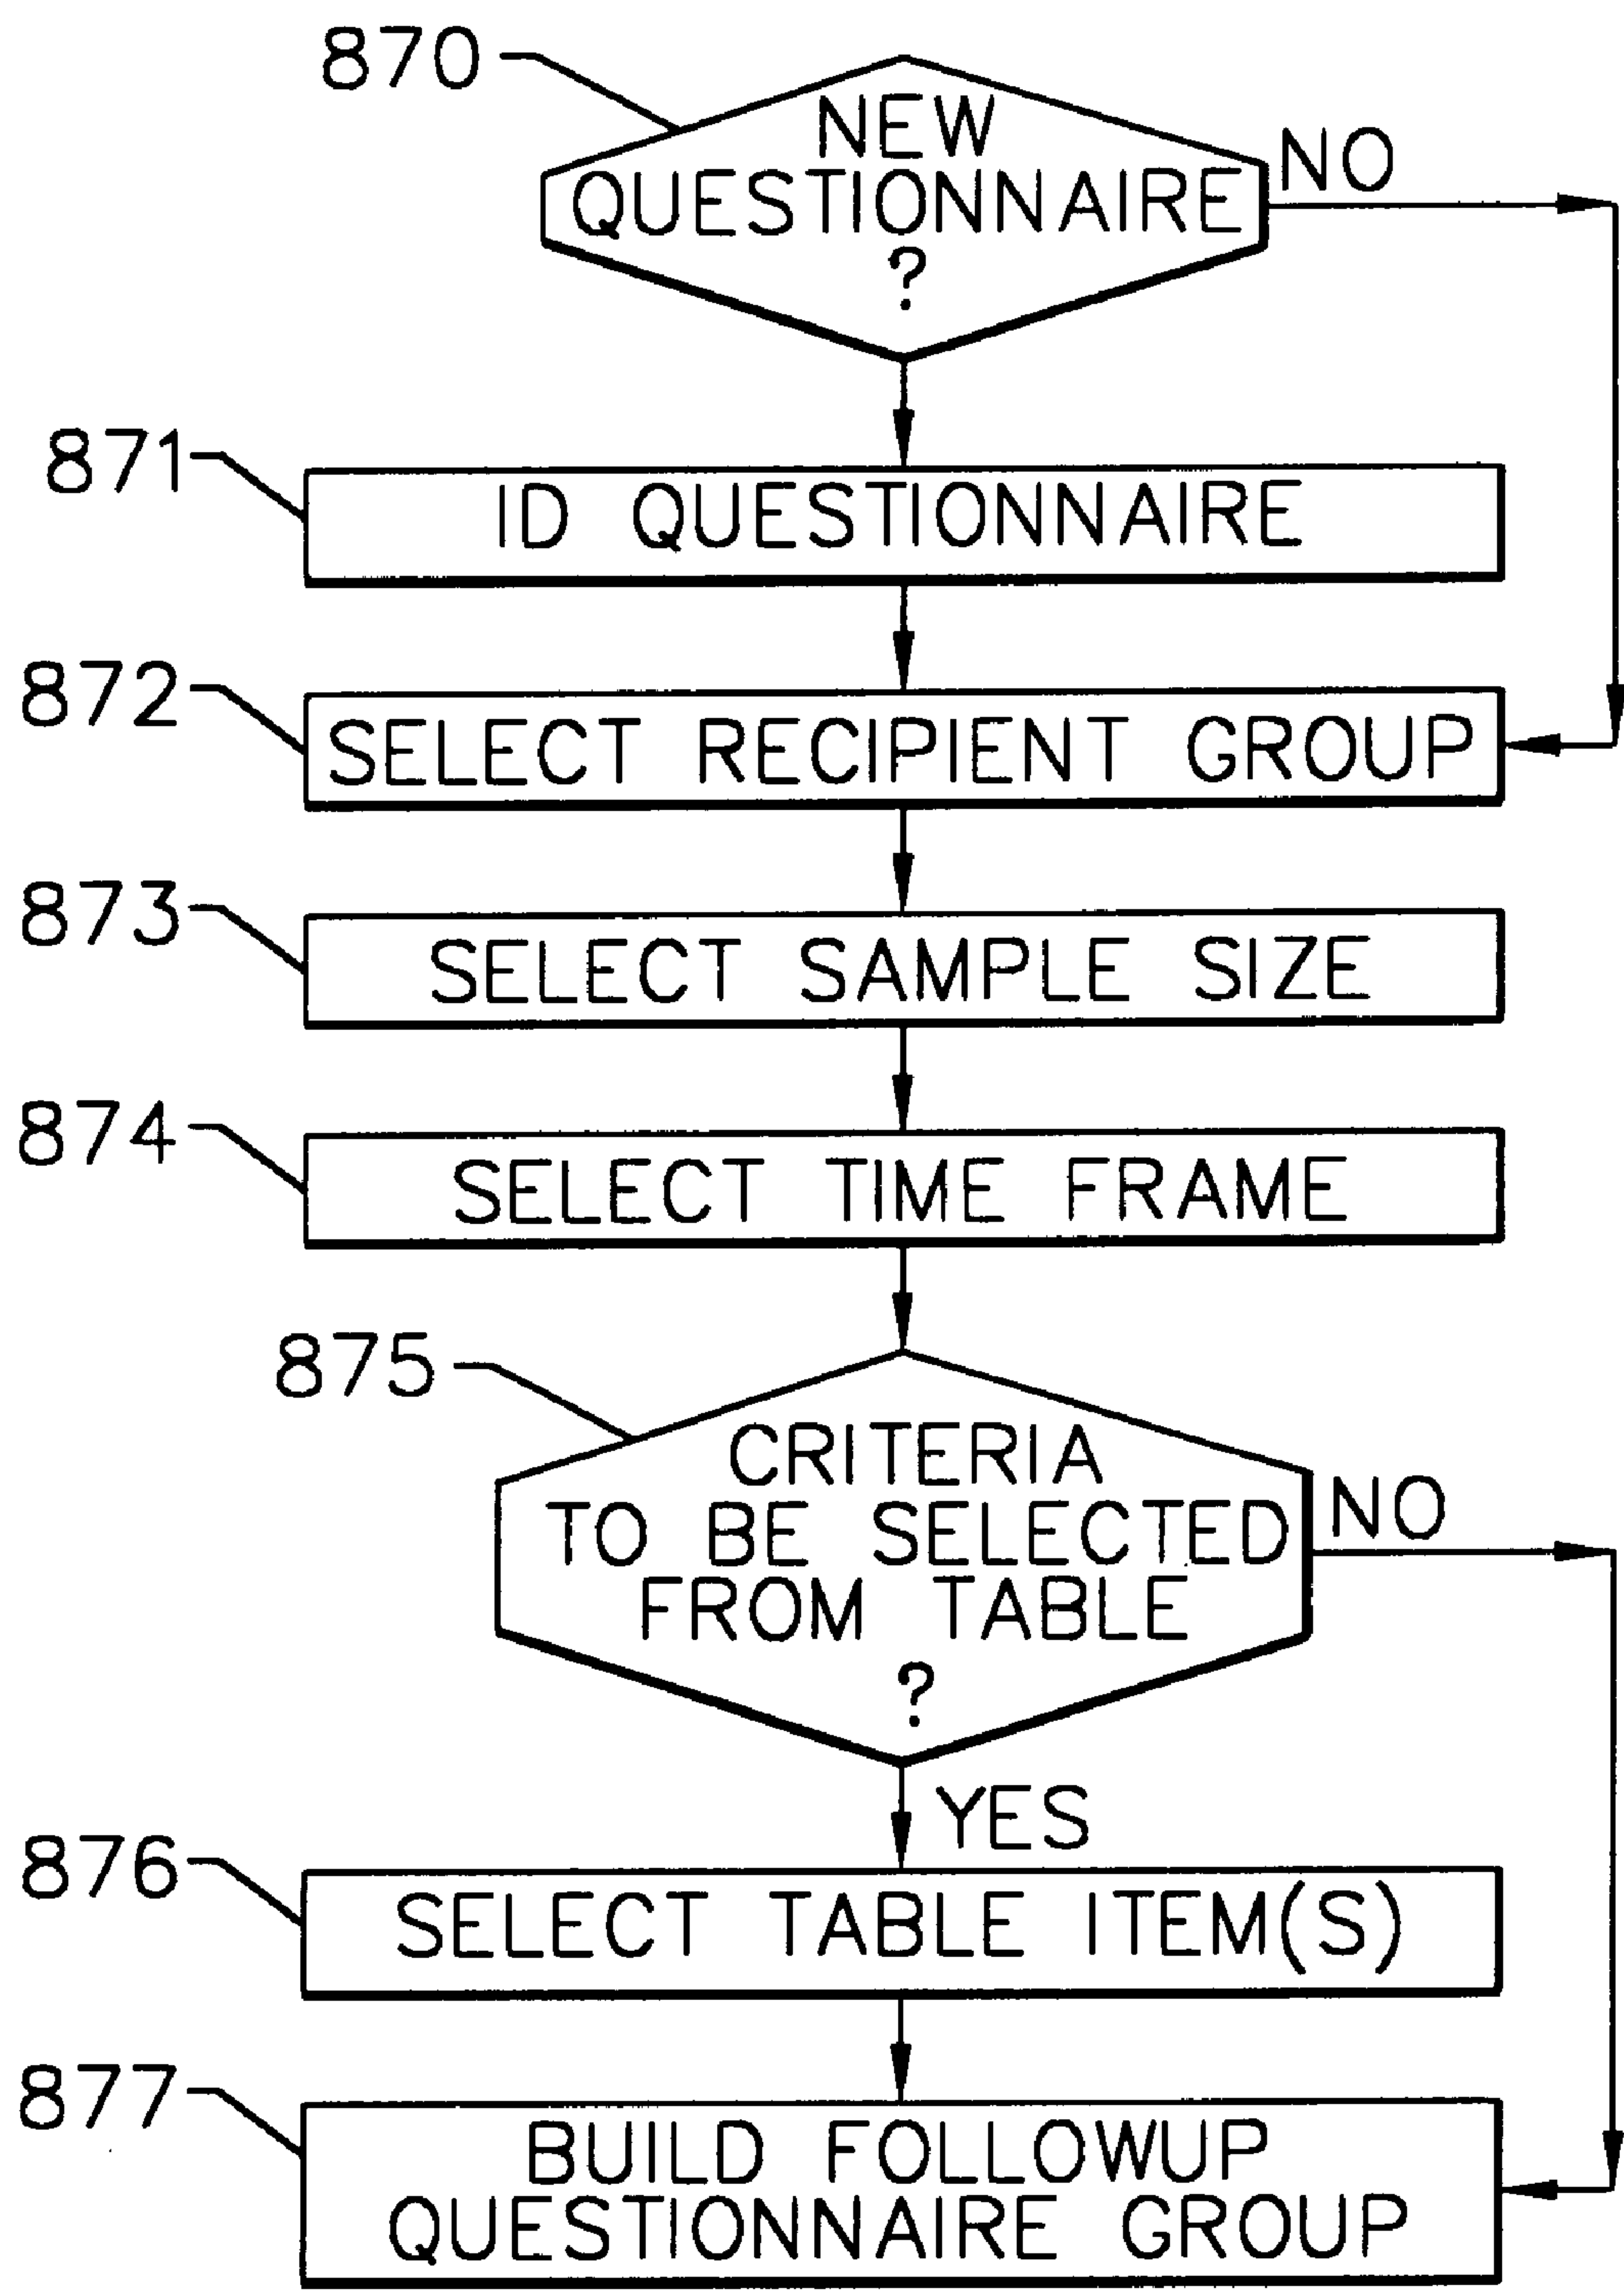 870
NEW
QUESTIONNAIRE
?
NO
871
ID QUESTIONNAIRE
872
SELECT RECIPIENT GROUP
873
SELECT SAMPLE SIZE
874
SELECT TIME FRAME
875
CRITERIA
TO BE SELECTED
FROM TABLE
?
NO
YES
876
SELECT TABLE ITEM(S)
877
BUILD FOLLOWUP
QUESTIONNAIRE GROUP